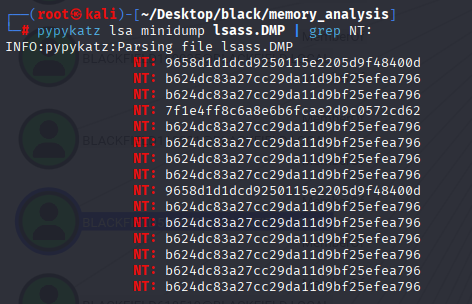 ┌──(root㉿kali)-[~/Desktop/black/memory_analysis]
└─# pypykatz lsa minidump lsass.DMP | grep NT:
INFO:pypykatz:Parsing file lsass.DMP
NT: 9658d1d1dcd9250115e2205d9f48400d
NT: b624dc83a27cc29da11d9bf25efea796
NT: b624dc83a27cc29da11d9bf25efea796
NT: 7f1e4ff8c6a8e6b6fcae2d9c0572cd62
NT: b624dc83a27cc29da11d9bf25efea796
NT: b624dc83a27cc29da11d9bf25efea796
NT: b624dc83a27cc29da11d9bf25efea796
NT: b624dc83a27cc29da11d9bf25efea796
NT: 9658d1d1dcd9250115e2205d9f48400d
NT: b624dc83a27cc29da11d9bf25efea796
NT: b624dc83a27cc29da11d9bf25efea796
NT: b624dc83a27cc29da11d9bf25efea796
NT: b624dc83a27cc29da11d9bf25efea796
NT: b624dc83a27cc29da11d9bf25efea796